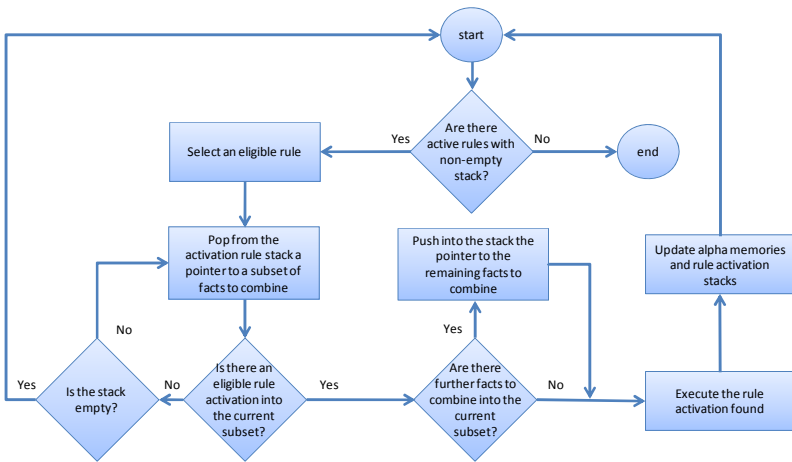 start
Are there
active rules with
non-empty
stack?
Yes
No
Select an eligible rule
end
Pop from the
activation rule stack a
pointer to a subset of
facts to combine
Push into the stack the
pointer to the
remaining facts to
combine
Update alpha memories
and rule activation
stacks
No
Yes
Yes
Is the stack
empty?
No
Is there an
eligible rule
activation into
the current
subset?
Yes
Are there
further facts to
combine into the
current
subset?
No
Execute the rule
activation found